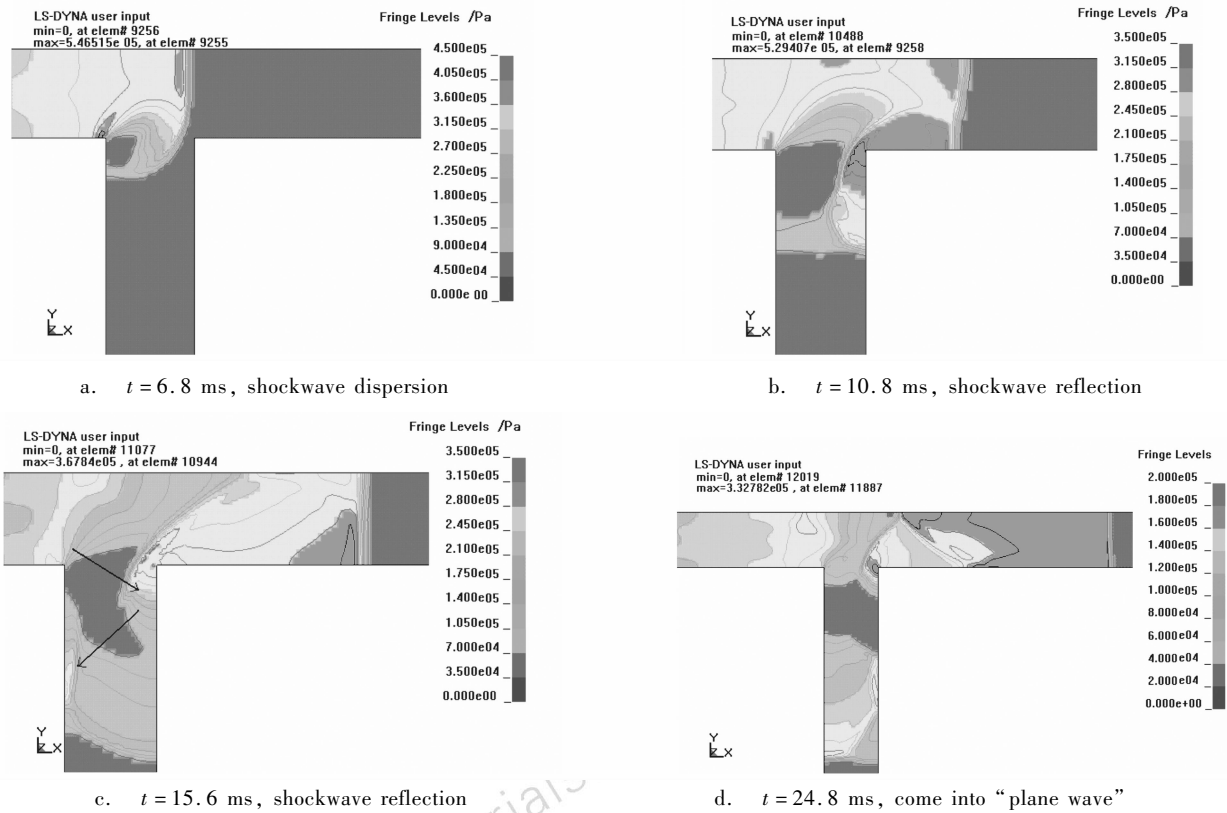 LS-DYNA user input
min=0, at elem# 9256
max=5.46515e 05, at elem# 9255
Fringe Levels /Pa
4.500e05
4.050e05
3.600e05
3.150e05
2.700e05
2.250e05
1.800e05
1.350e05
9.000e04
4.500e04
0.000e 00
Y
Z X
a. t = 6.8 ms, shockwave dispersion
LS-DYNA user input
min=0, at elem# 10488
max=5.29407e 05, at elem# 9258
Fringe Levels /Pa
3.500e05
3.150e05
2.800e05
2.450e05
2.100e05
1.750e05
1.400e05
1.050e05
7.000e04
3.500e04
0.000e00
Y
Z X
b. t = 10.8 ms, shockwave reflection
LS-DYNA user input
min=0, at elem# 11077
max=3.6784e05 , at elem# 10944
Fringe Levels /Pa
3.500e05
3.150e05
2.800e05
2.450e05
2.100e05
1.750e05
1.400e05
1.050e05
7.000e04
3.500e04
0.000e00
Y
Z X
c. t = 15.6 ms, shockwave reflection
LS-DYNA user input
min=0, at elem# 12019
max=3.32782e05 , at elem# 11887
Fringe Levels
2.000e05
1.800e05
1.600e05
1.400e05
1.200e05
1.000e05
8.000e04
6.000e04
4.000e04
2.000e04
0.000e+00
Y
Z X
d. t = 24.8 ms, come into “plane wave”